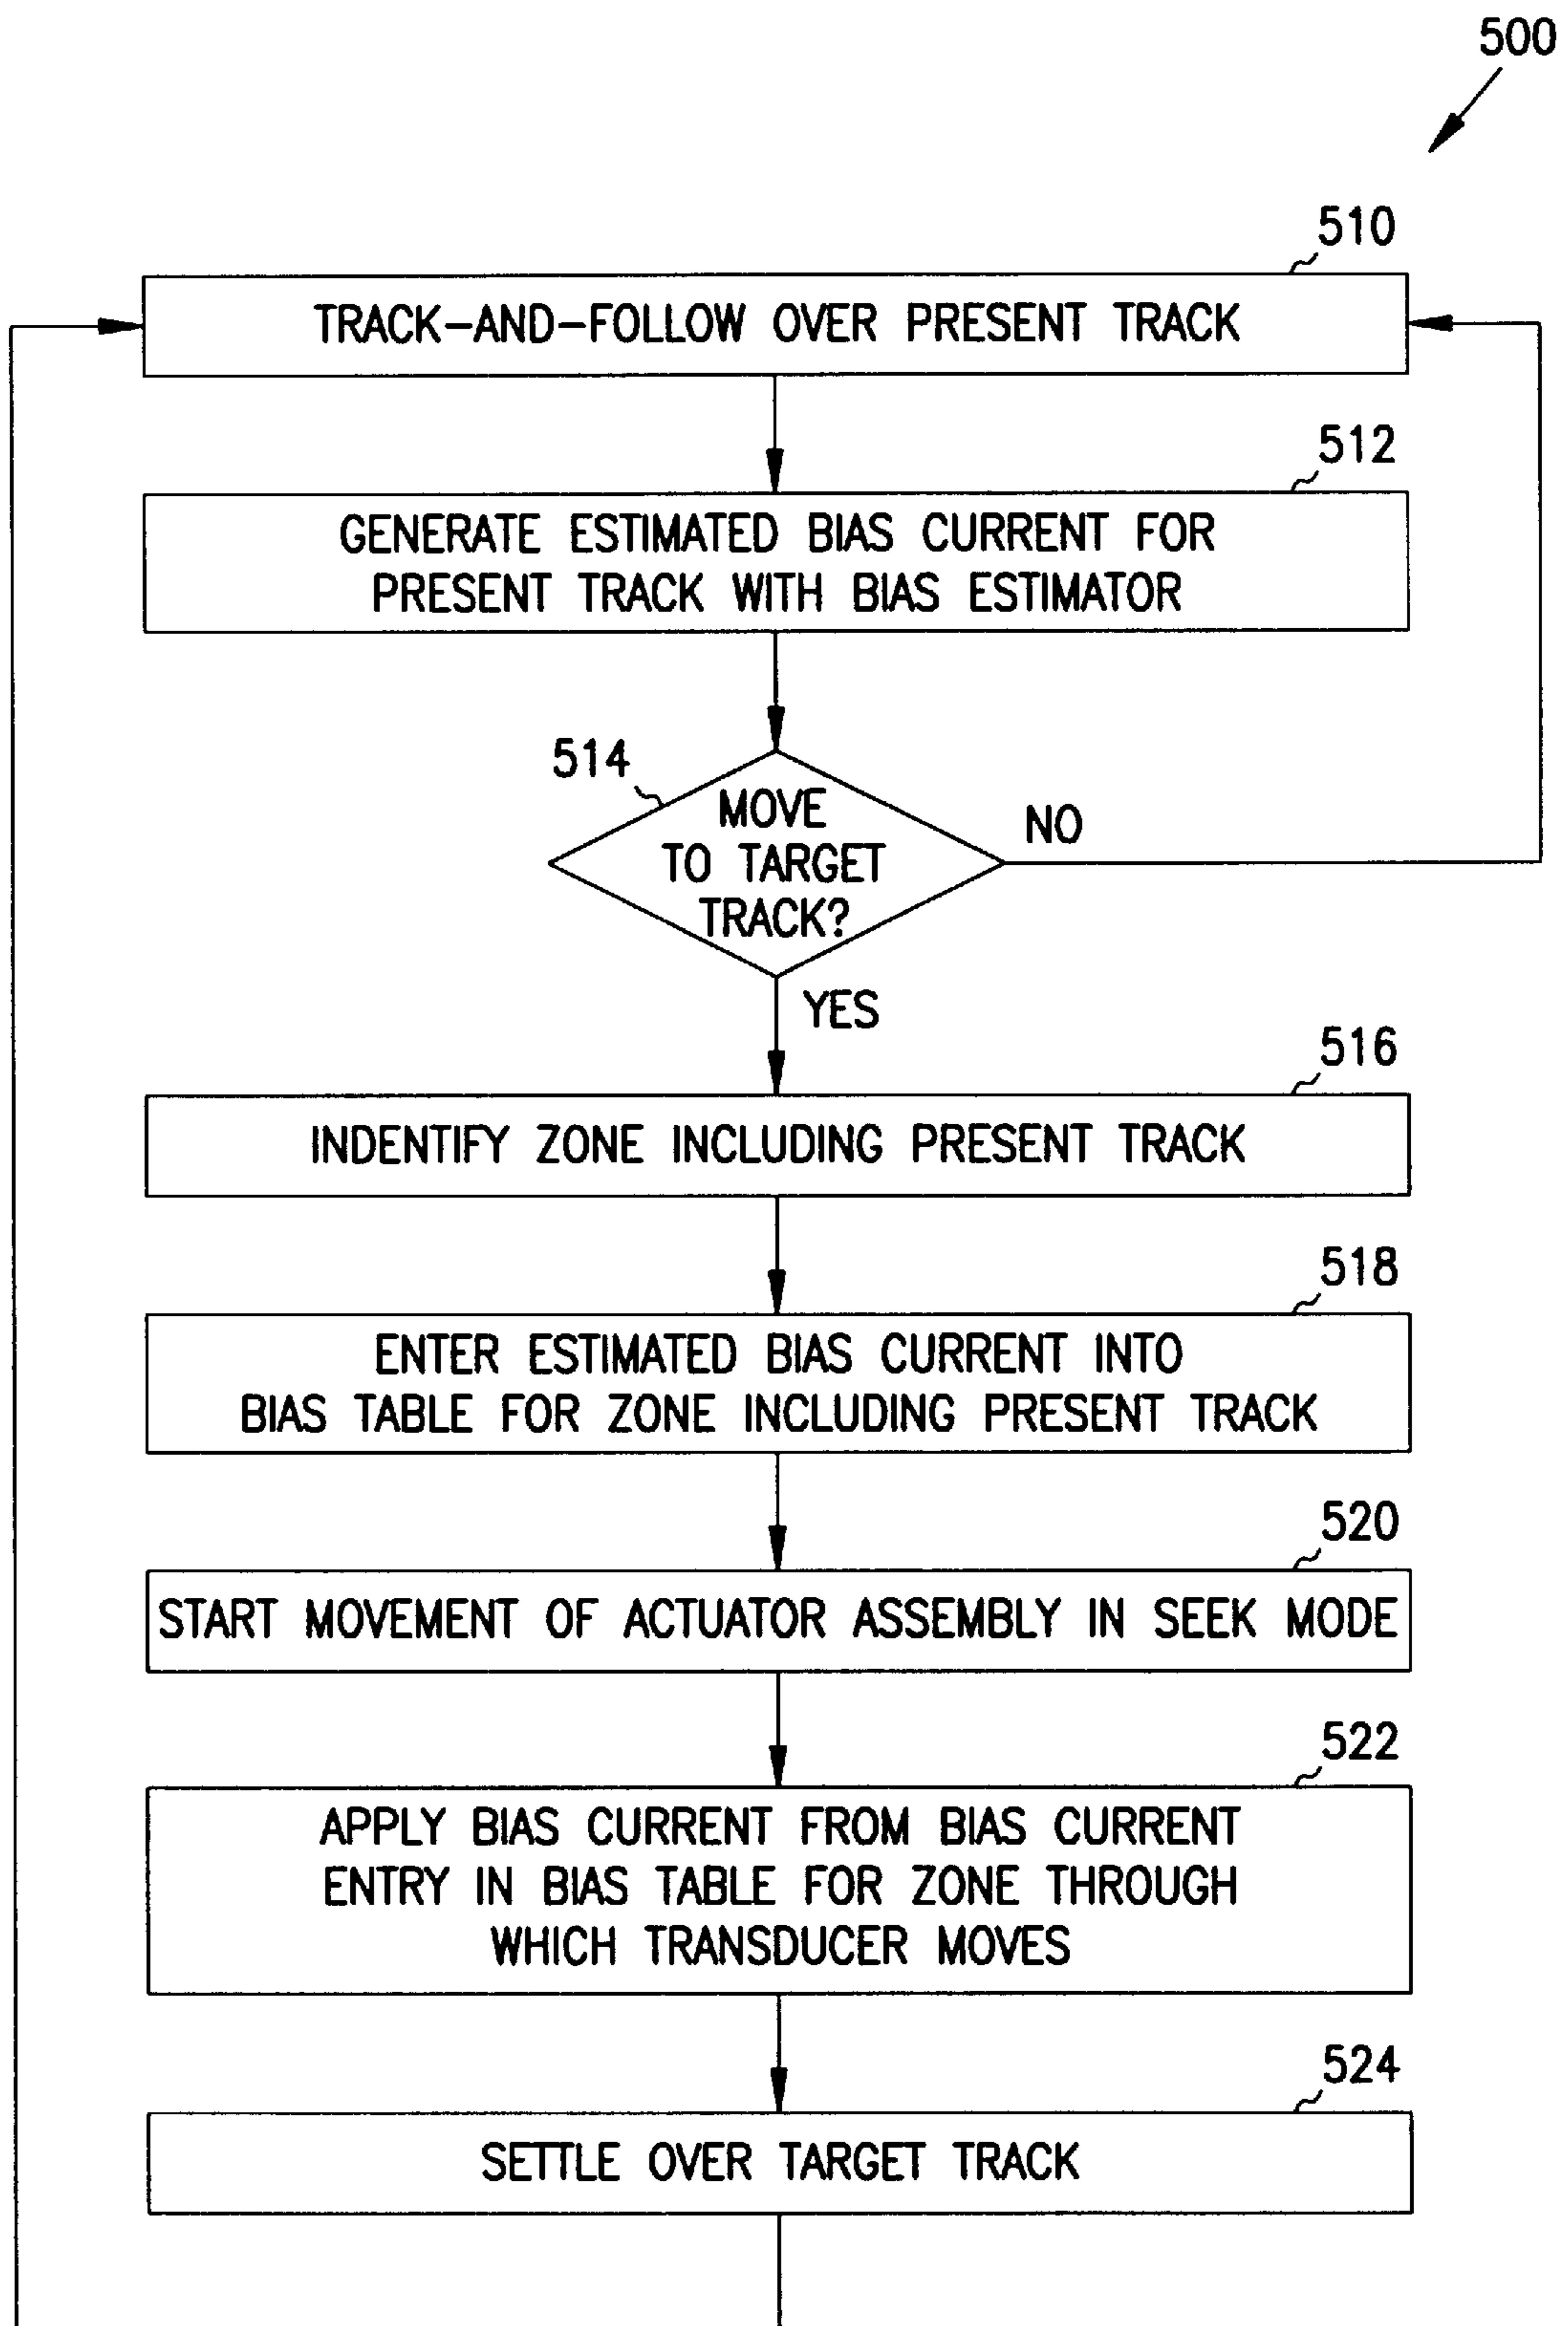 500
510
TRACK-AND-FOLLOW OVER PRESENT TRACK
512
GENERATE ESTIMATED BIAS CURRENT FOR
PRESENT TRACK WITH BIAS ESTIMATOR
514
MOVE
TO TARGET
TRACK?
NO
YES
516
INDENTIFY ZONE INCLUDING PRESENT TRACK
518
ENTER ESTIMATED BIAS CURRENT INTO
BIAS TABLE FOR ZONE INCLUDING PRESENT TRACK
520
START MOVEMENT OF ACTUATOR ASSEMBLY IN SEEK MODE
522
APPLY BIAS CURRENT FROM BIAS CURRENT
ENTRY IN BIAS TABLE FOR ZONE THROUGH
WHICH TRANSDUCER MOVES
524
SETTLE OVER TARGET TRACK